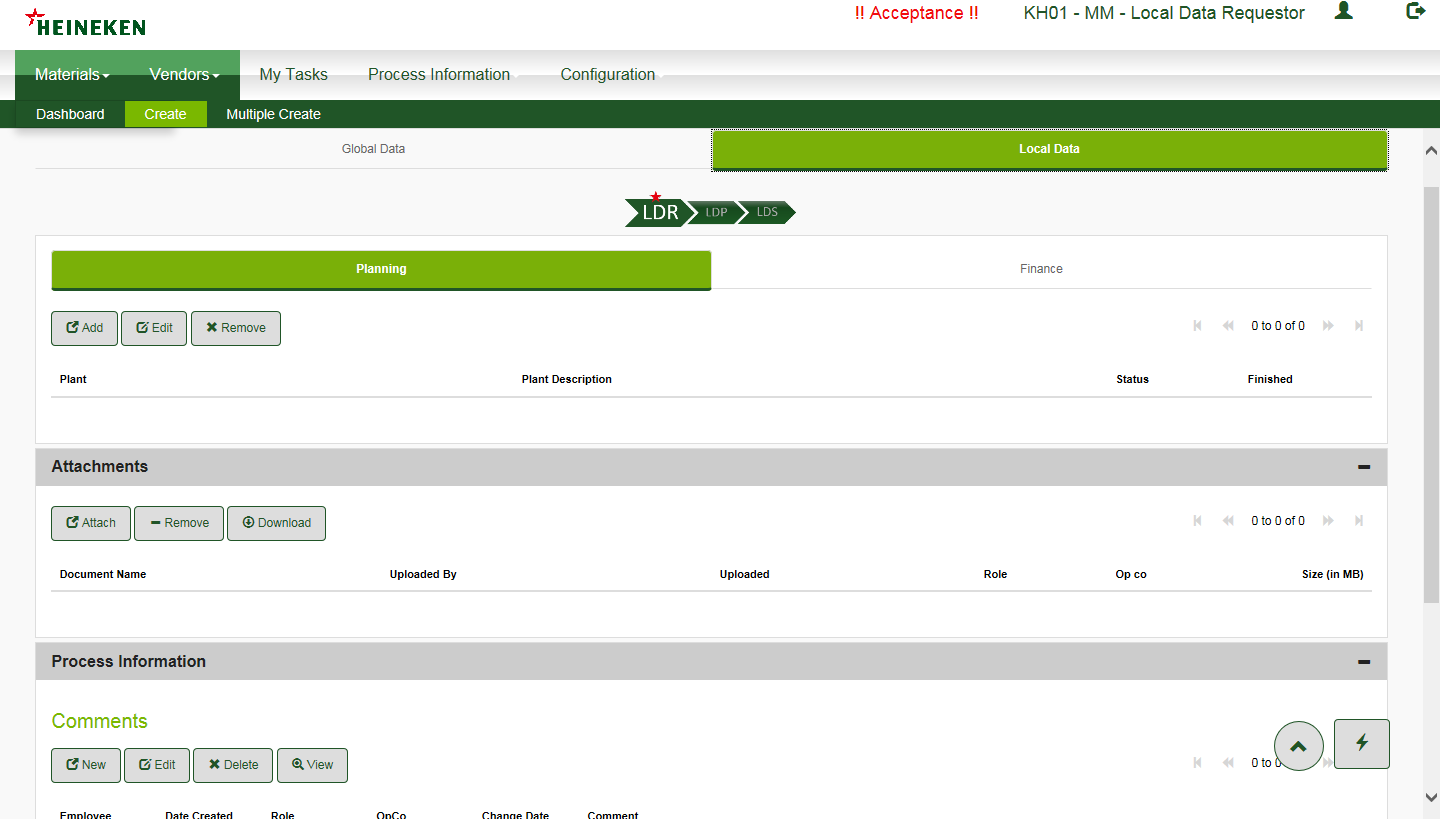 HEINEKEN
!! Acceptance !! KH01 - MM - Local Data Requestor
Materials Vendors My Tasks Process Information Configuration
Dashboard Create Multiple Create
Global Data Local Data
LDR LDP LDS
Planning Finance
Add Edit Remove 0 to 0 of 0
Plant Plant Description Status Finished
Attachments
Attach Remove Download 0 to 0 of 0
Document Name Uploaded By Uploaded Role Op co Size (in MB)
Process Information
Comments
New Edit Delete View 0 to 0
Employee Date Created Role OpCo Change Date Comment